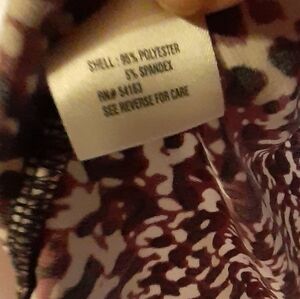 SHELL: 95% POLYESTER
5% SPANDEX
RN# 54163
SEE REVERSE FOR CARE